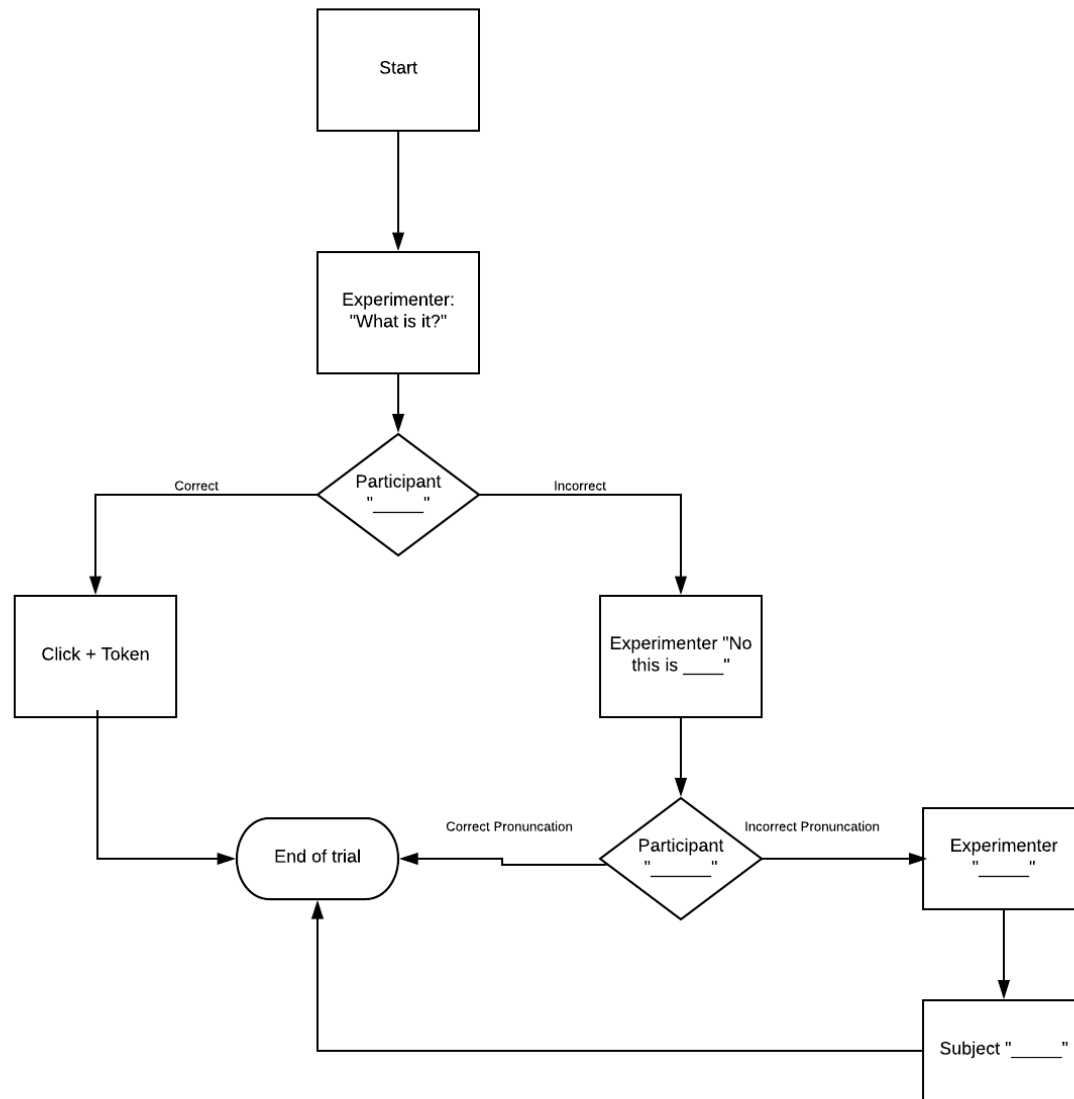 Start
Experimenter:
"What is it?"
Participant
"_____"
Correct
Incorrect
Click + Token
Experimenter "No
this is ____"
Correct Pronuncation
Participant
"______"
Incorrect Pronuncation
Experimenter
"_____"
End of trial
Subject "_____"